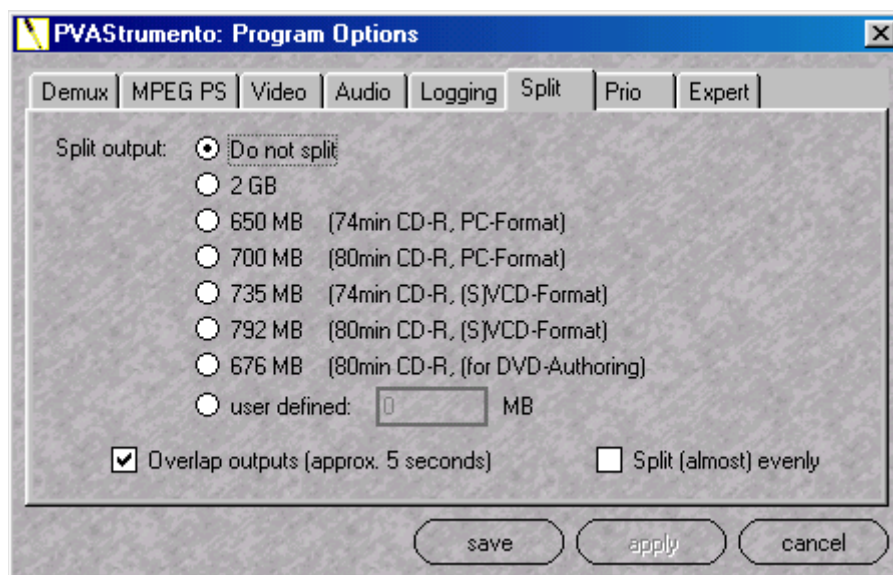 PVAStrumento: Program Options
Demux MPEG PS Video Audio Logging Split Prio Expert
Split output: Do not split
2 GB
650 MB (74min CD-R, PC-Format)
700 MB (80min CD-R, PC-Format)
735 MB (74min CD-R, (S)VCD-Format)
792 MB (80min CD-R, (S)VCD-Format)
676 MB (80min CD-R, (for DVD-Authoring)
user defined: 0 MB
Overlap outputs (approx. 5 seconds) Split (almost) evenly
save apply cancel